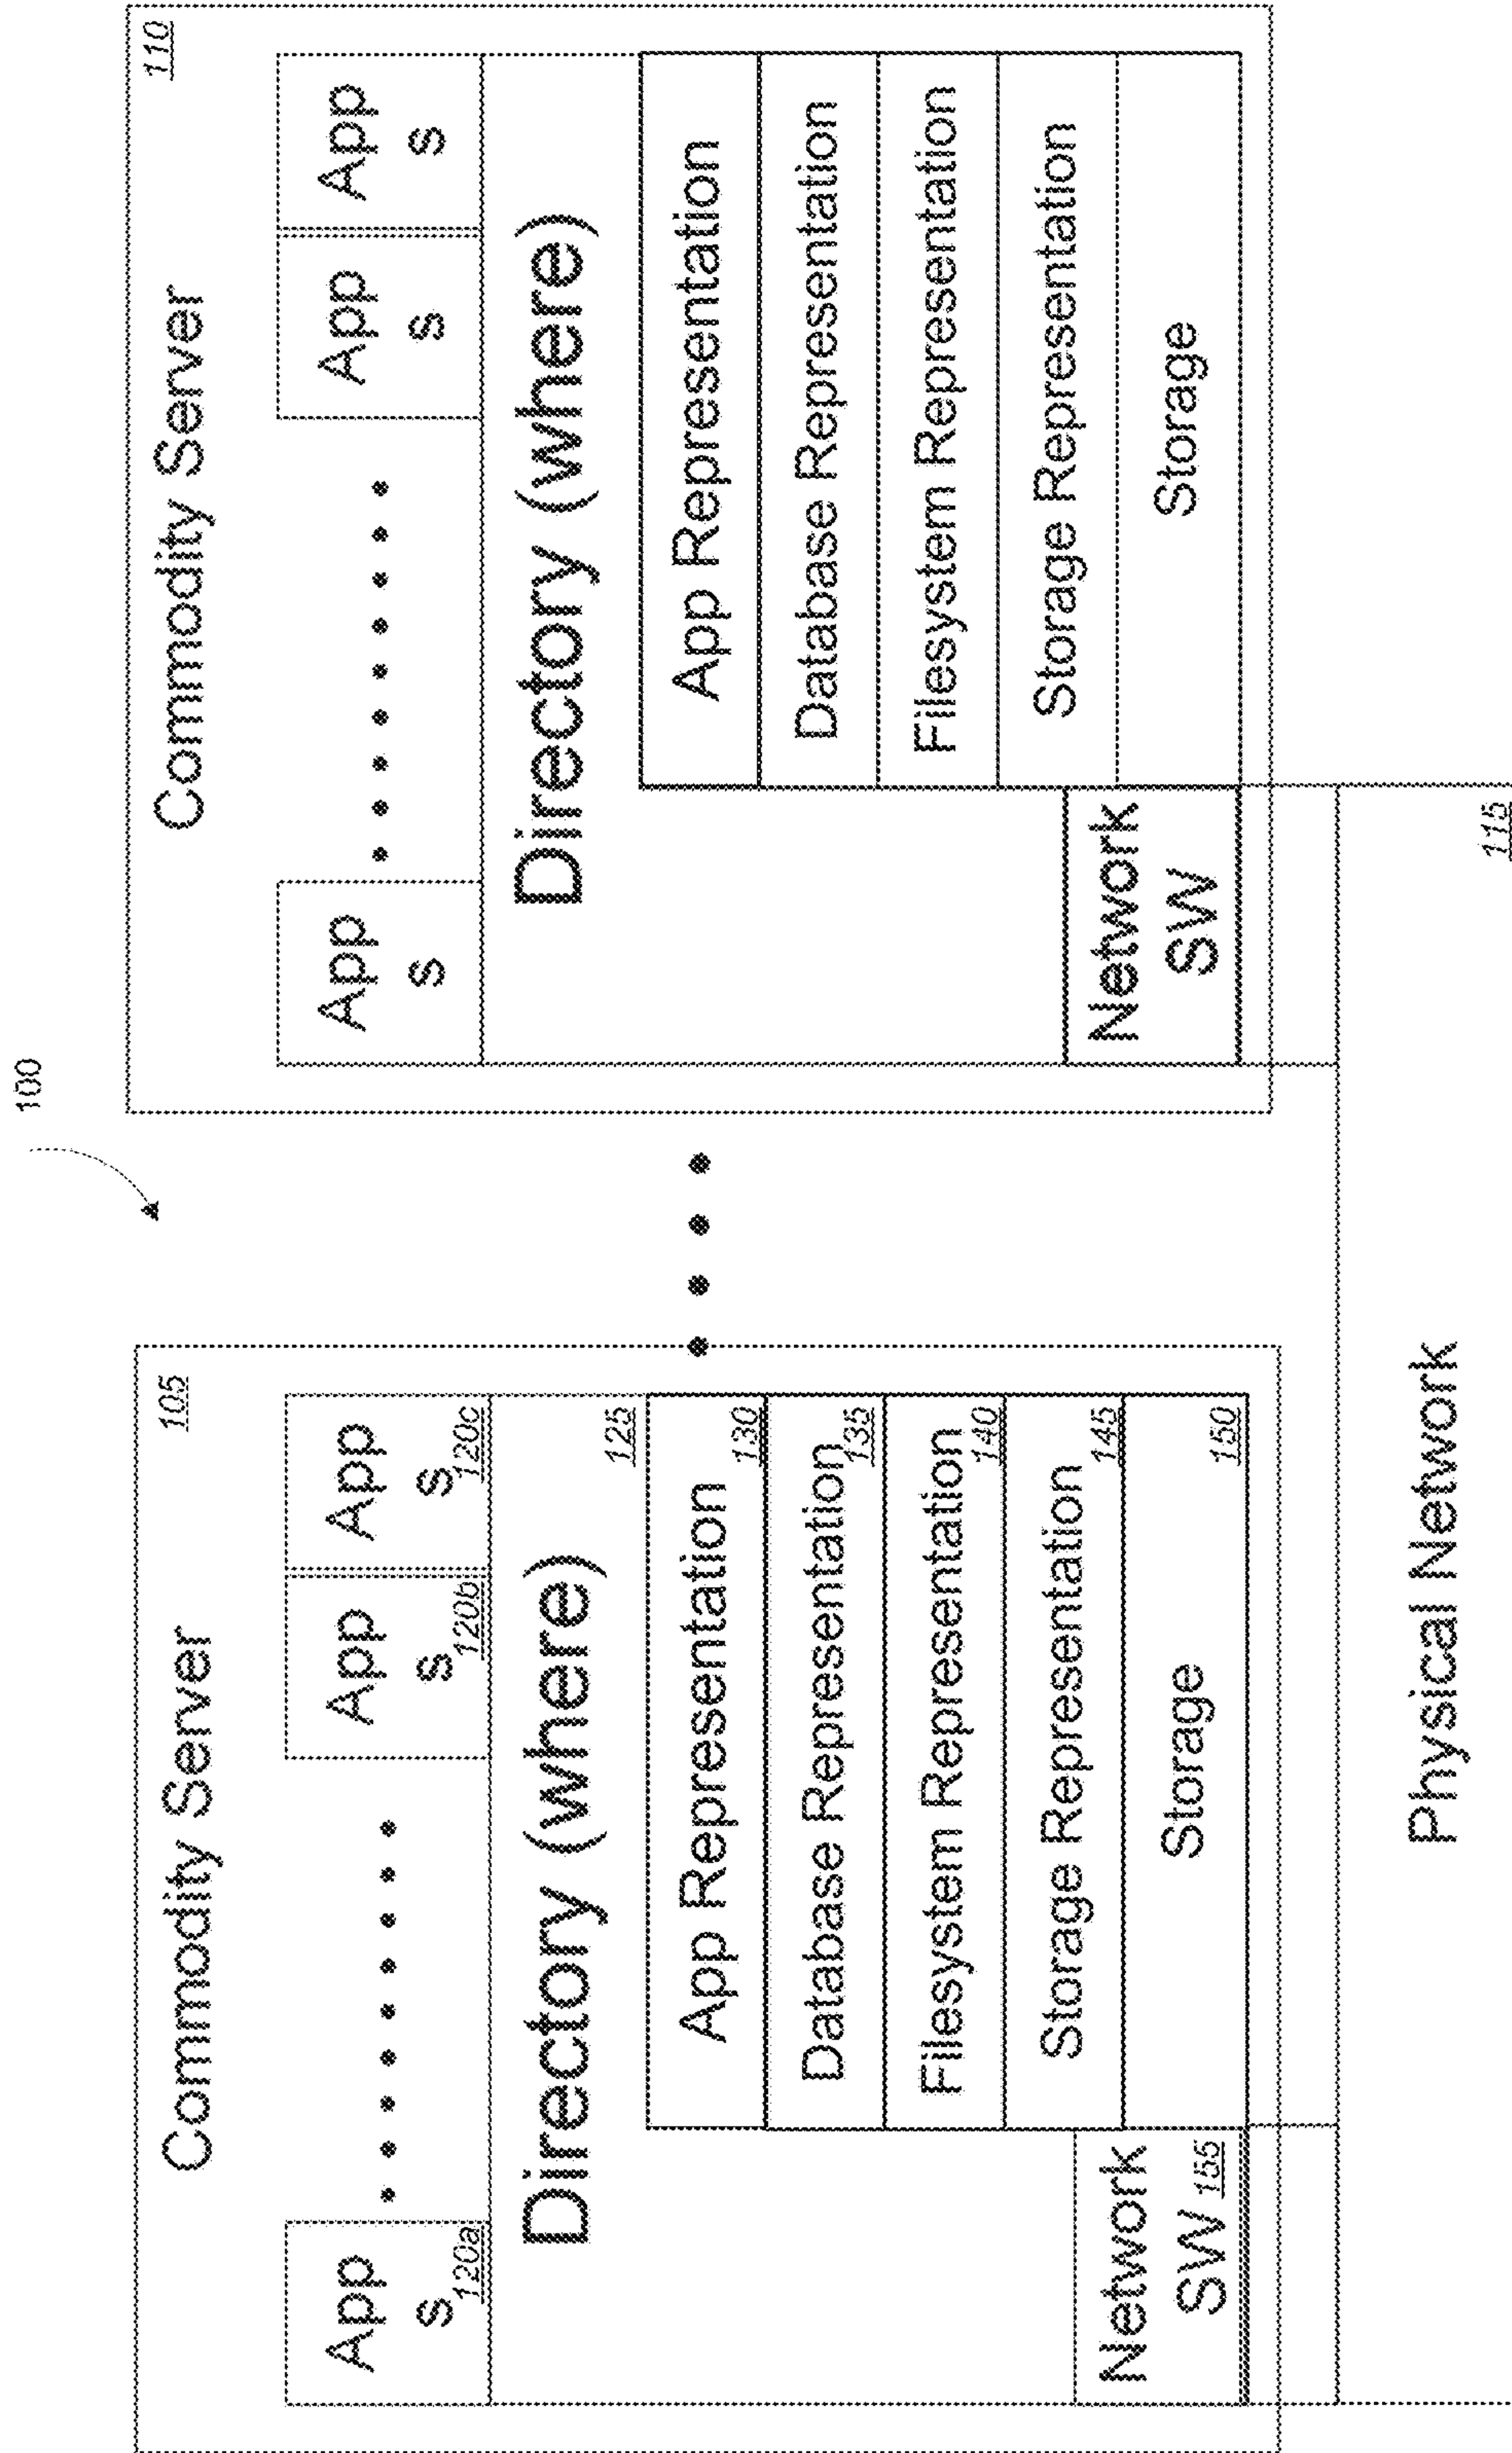 100
Commodity Server
105
App
s
120a
App
s
120b
App
s
120c
Directory (where)
125
App Representation
130
Database Representation
135
Filesystem Representation
140
Storage Representation
145
Storage
150
Network
SW 155
Commodity Server
110
App
s
App
s
App
s
Directory (where)
App Representation
Database Representation
Filesystem Representation
Storage Representation
Storage
Network
SW
Physical Network
115